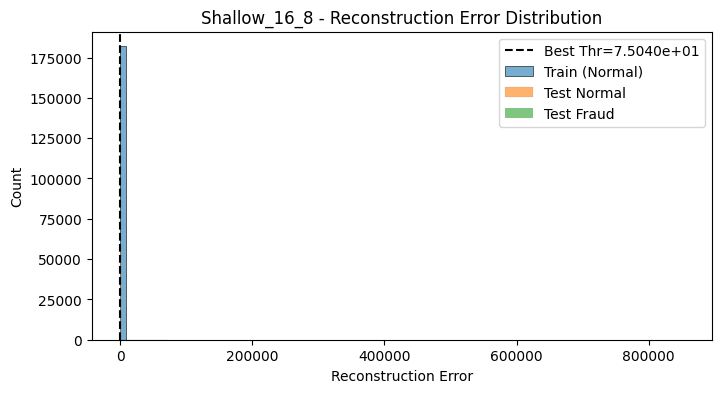 Shallow_16_8 - Reconstruction Error Distribution
Best Thr=7.5040e+01
Train (Normal)
Test Normal
Test Fraud
Count
175000
150000
125000
100000
75000
50000
25000
0
0 200000 400000 600000 800000
Reconstruction Error